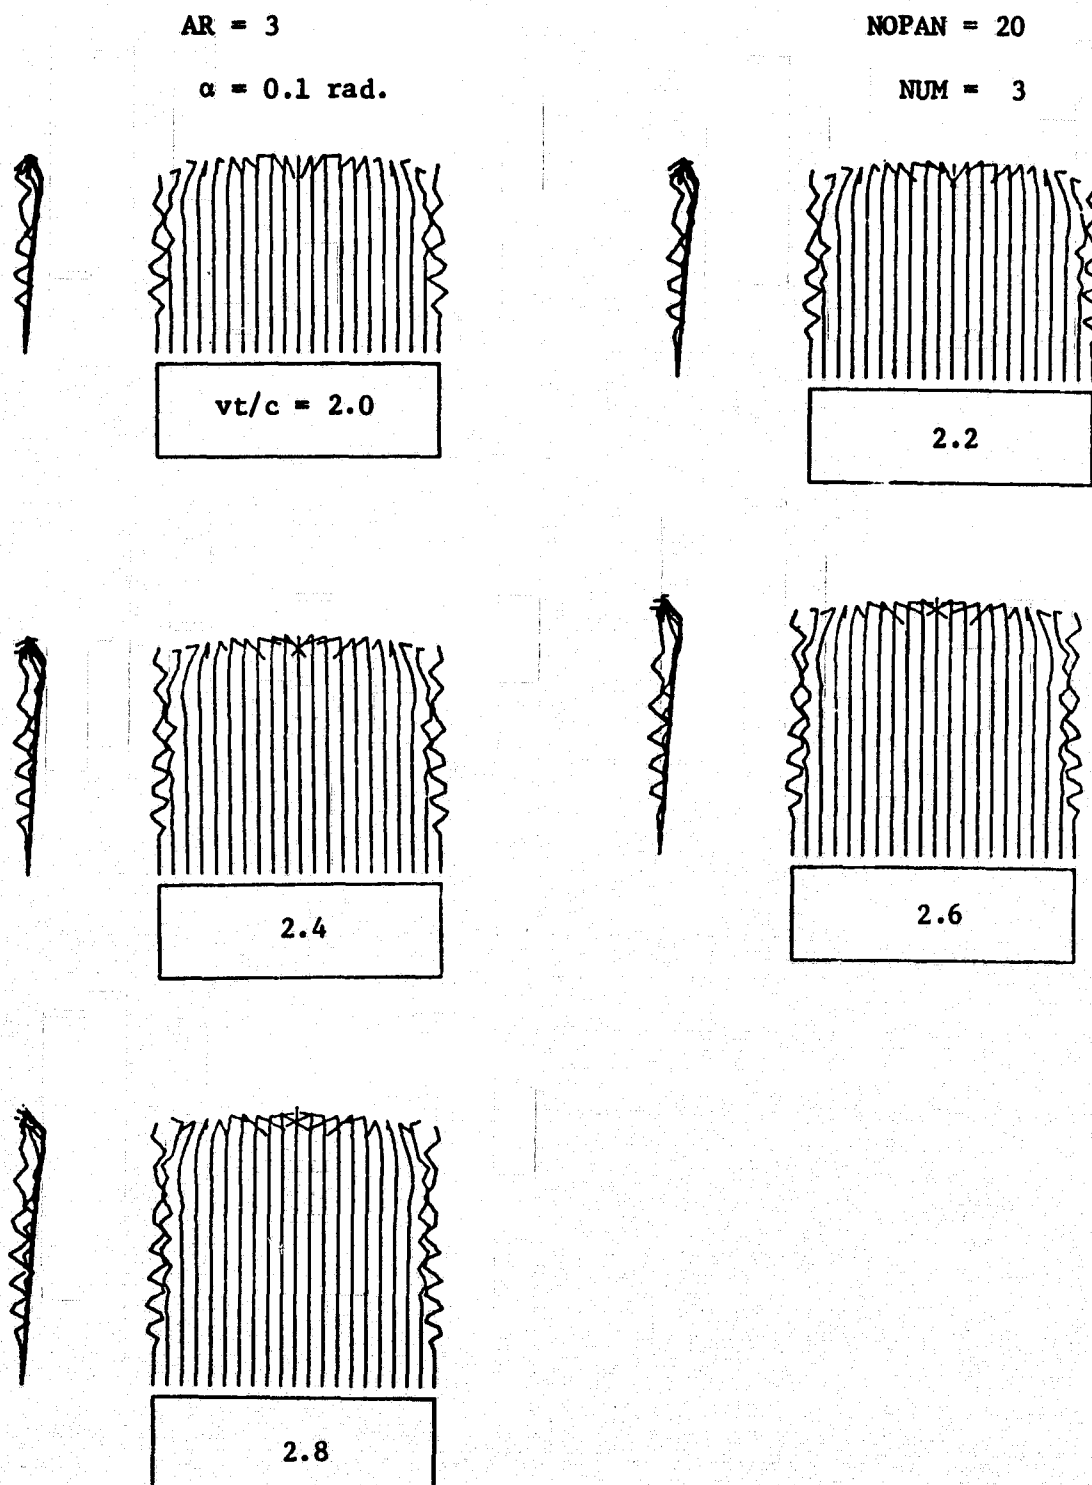 AR = 3
NOPAN = 20
α = 0.1 rad.
NUM = 3
vt/c = 2.0
2.2
2.4
2.6
2.8